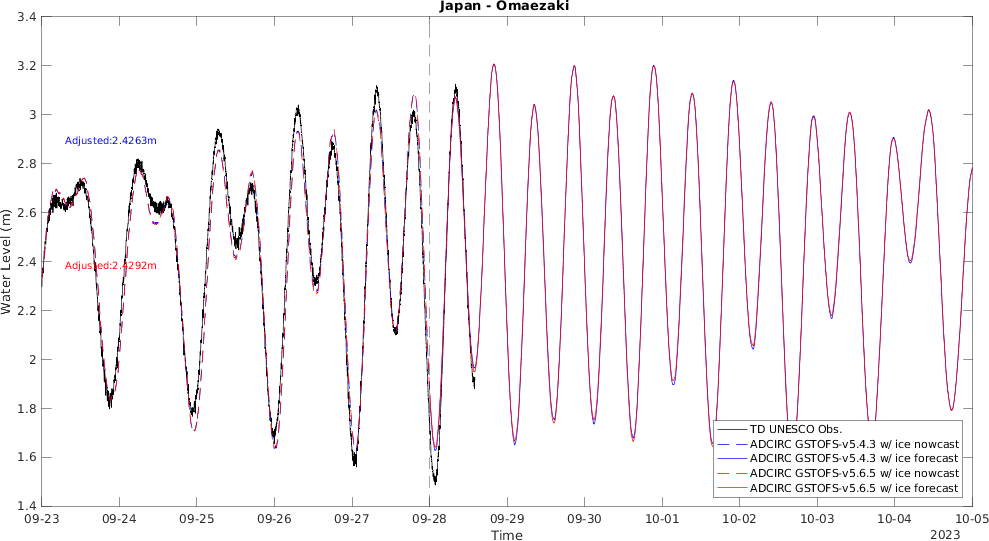 Japan - Omaezaki
3.4
3.2
3
2.8
2.6
2.4
2.2
2
1.8
1.6
1.4
Water Level (m)
Adjusted:2.4263m
Adjusted:2.4292m
TD UNESCO Obs.
ADCIRC GSTOFS-v5.4.3 w/ ice nowcast
ADCIRC GSTOFS-v5.4.3 w/ ice forecast
ADCIRC GSTOFS-v5.6.5 w/ ice nowcast
ADCIRC GSTOFS-v5.6.5 w/ ice forecast
09-23 09-24 09-25 09-26 09-27 09-28 09-29 09-30 10-01 10-02 10-03 10-04 10-05
Time
2023